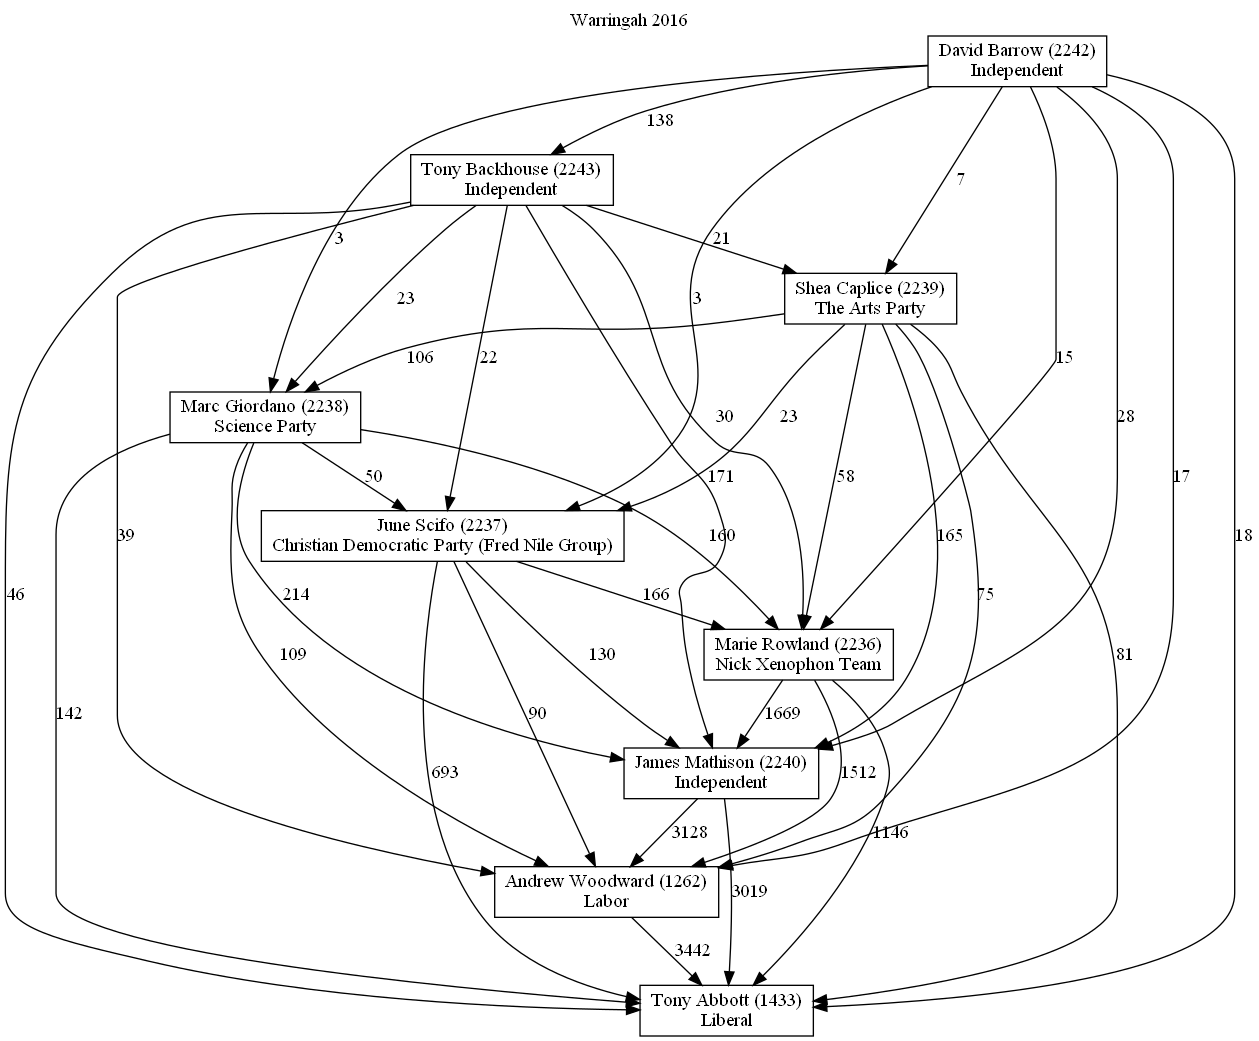 Warringah 2016
David Barrow (2242)
Independent
138
Tony Backhouse (2243)
Independent
7
3
21
23
3
Shea Caplice (2239)
The Arts Party
106
22
15
Marc Giordano (2238)
Science Party
30
23
28
50
171
58
17
June Scifo (2237)
Christian Democratic Party (Fred Nile Group)
39
160
165
18
46
214
166
75
109
130
Marie Rowland (2236)
Nick Xenophon Team
81
142
90
1669
James Mathison (2240)
Independent
693
1512
3128
1146
Andrew Woodward (1262)
Labor
3019
3442
Tony Abbott (1433)
Liberal